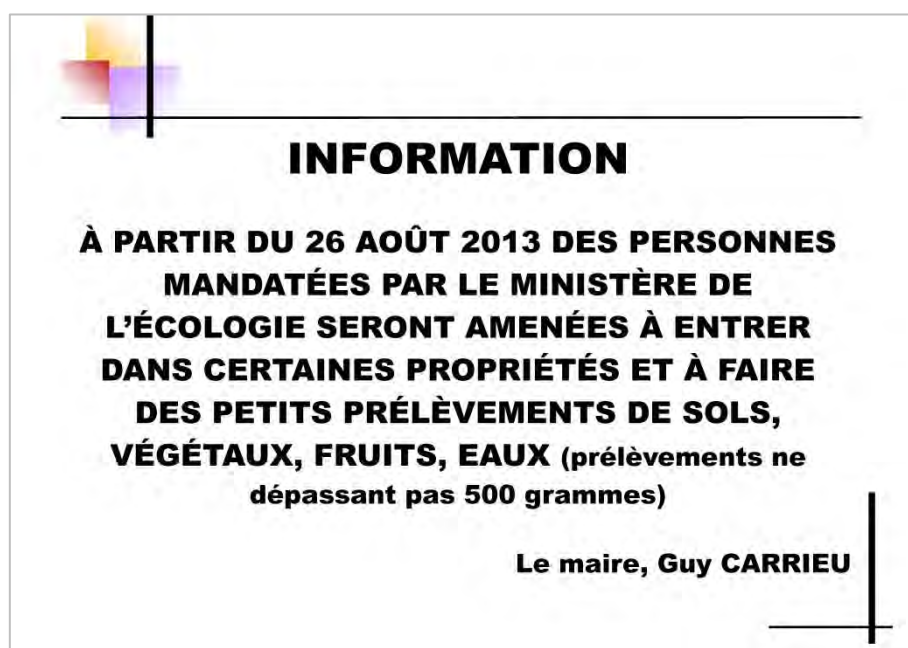 INFORMATION
À PARTIR DU 26 AOÛT 2013 DES PERSONNES
MANDATÉES PAR LE MINISTÈRE DE
L’ÉCOLOGIE SERONT AMENÉES À ENTRER
DANS CERTAINES PROPRIÉTÉS ET À FAIRE
DES PETITS PRÉLÈVEMENTS DE SOLS,
VÉGÉTAUX, FRUITS, EAUX (prélèvements ne
dépassant pas 500 grammes)
Le maire, Guy CARRIEU